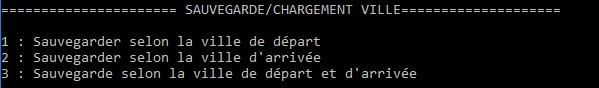 ====================== SAUVEGARDE/CHARGEMENT VILLE====================
1 : Sauvegarder selon la ville de départ
2 : Sauvegarder selon la ville d'arrivée
3 : Sauvegarde selon la ville de départ et d'arrivée